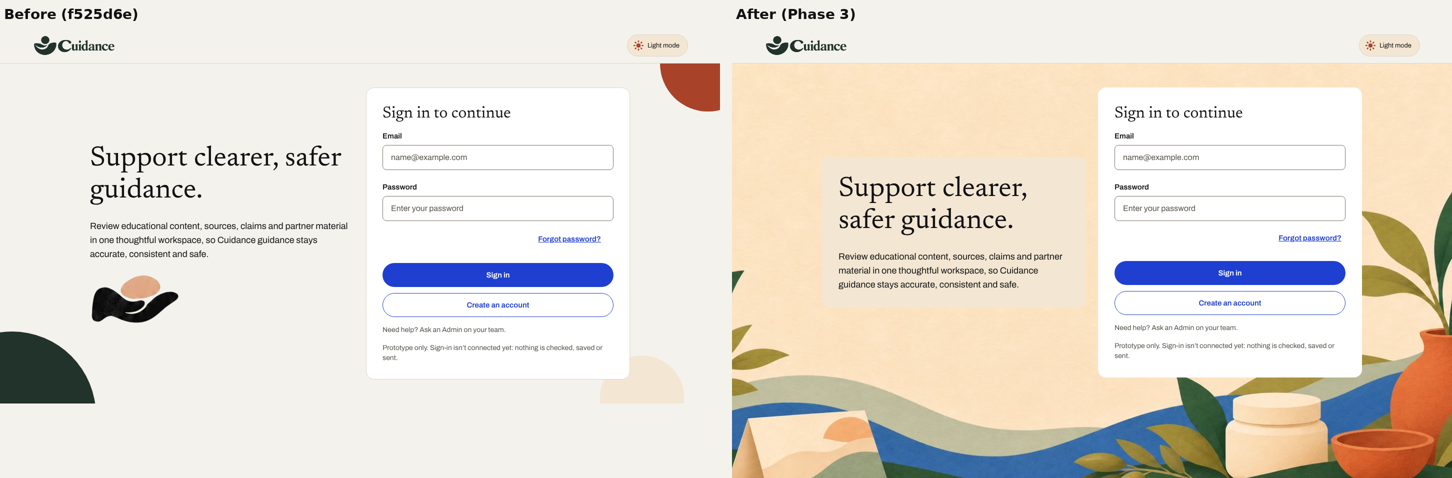 Before (f525d6e)
Cuidance
Light mode
Support clearer, safer
guidance.
Review educational content, sources, claims and partner material
in one thoughtful workspace, so Cuidance guidance stays
accurate, consistent and safe.
Sign in to continue
Email
name@example.com
Password
Enter your password
Forgot password?
Sign in
Create an account
Need help? Ask an Admin on your team.
Prototype only. Sign-in isn't connected yet: nothing is checked, saved or
sent.
After (Phase 3)
Cuidance
Light mode
Support clearer,
safer guidance.
Review educational content, sources, claims and partner
material in one thoughtful workspace, so Cuidance
guidance stays accurate, consistent and safe.
Sign in to continue
Email
name@example.com
Password
Enter your password
Forgot password?
Sign in
Create an account
Need help? Ask an Admin on your team.
Prototype only. Sign-in isn't connected yet: nothing is checked, saved or
sent.